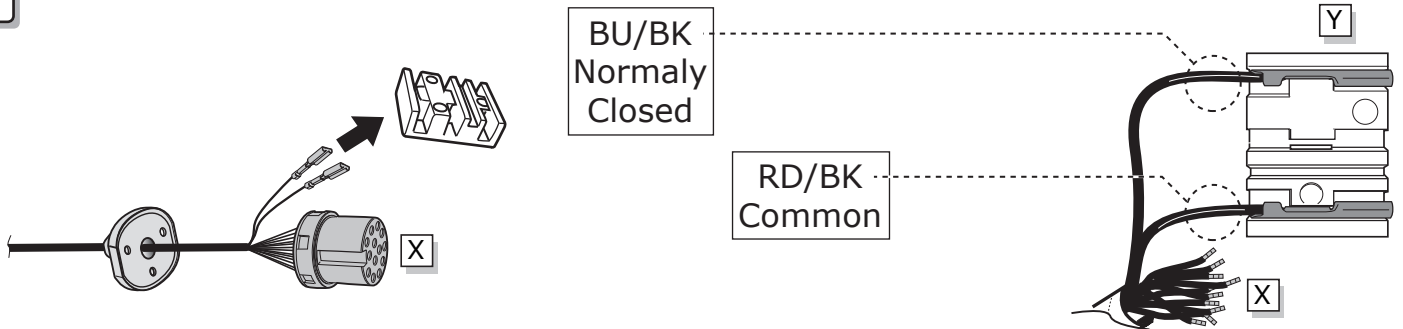 BU/BK
Normaly
Closed
Y
RD/BK
Common
X
X